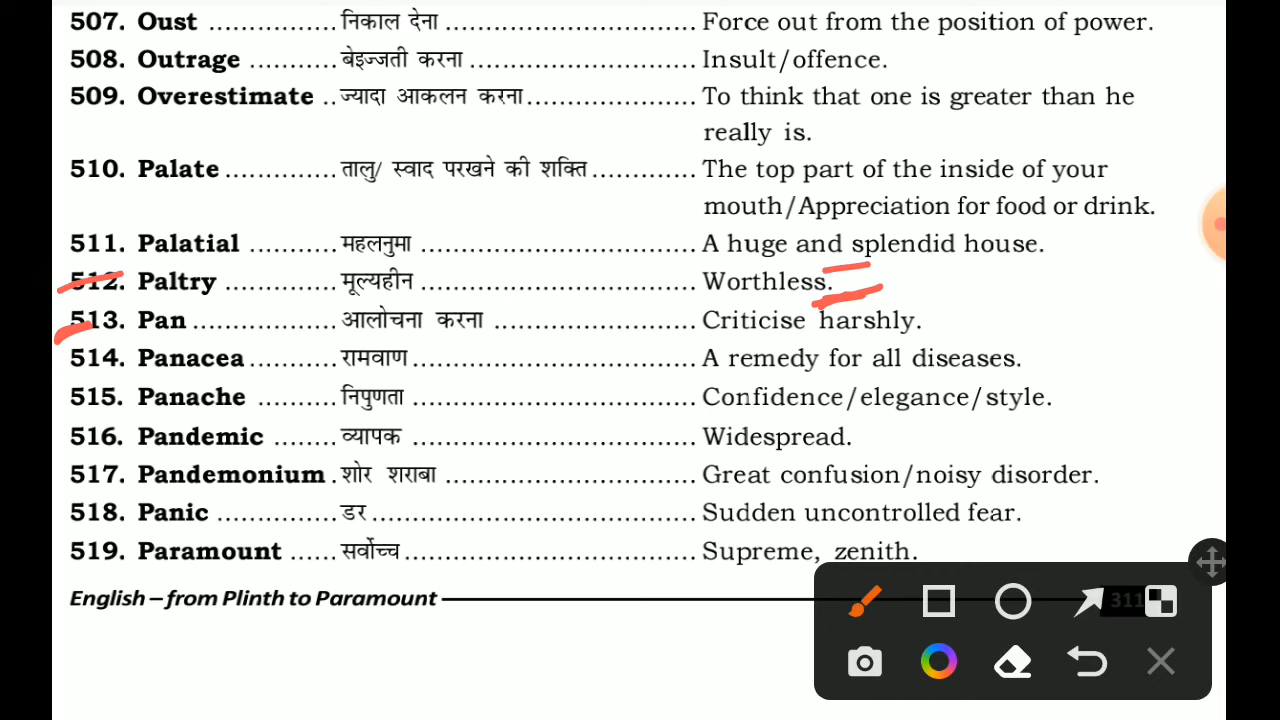 507. Oust ............... निकाल देना ............................... Force out from the position of power.
508. Outrage ........... बेइज्जती करना ............................ Insult/offence.
509. Overestimate .. ज्यादा आकलन करना..................... To think that one is greater than he
really is.
510. Palate .............. तालु/ स्वाद परखने की शक्ति ............. The top part of the inside of your
mouth/Appreciation for food or drink.
511. Palatial ........... महलनुमा .................................. A huge and splendid house.
512. Paltry .............. मूल्यहीन .................................. Worthless.
513. Pan.................. आलोचना करना .......................... Criticise harshly.
514. Panacea........... रामवाण................................... A remedy for all diseases.
515. Panache .......... निपुणता .................................. Confidence/elegance/style.
516. Pandemic ........ व्यापक .................................. Widespread.
517. Pandemonium . शोर शराबा ............................... Great confusion/noisy disorder.
518. Panic ............... डर........................................ Sudden uncontrolled fear.
519. Paramount ...... सर्वोच्च.................................... Supreme, zenith.
English – from Plinth to Paramount 311